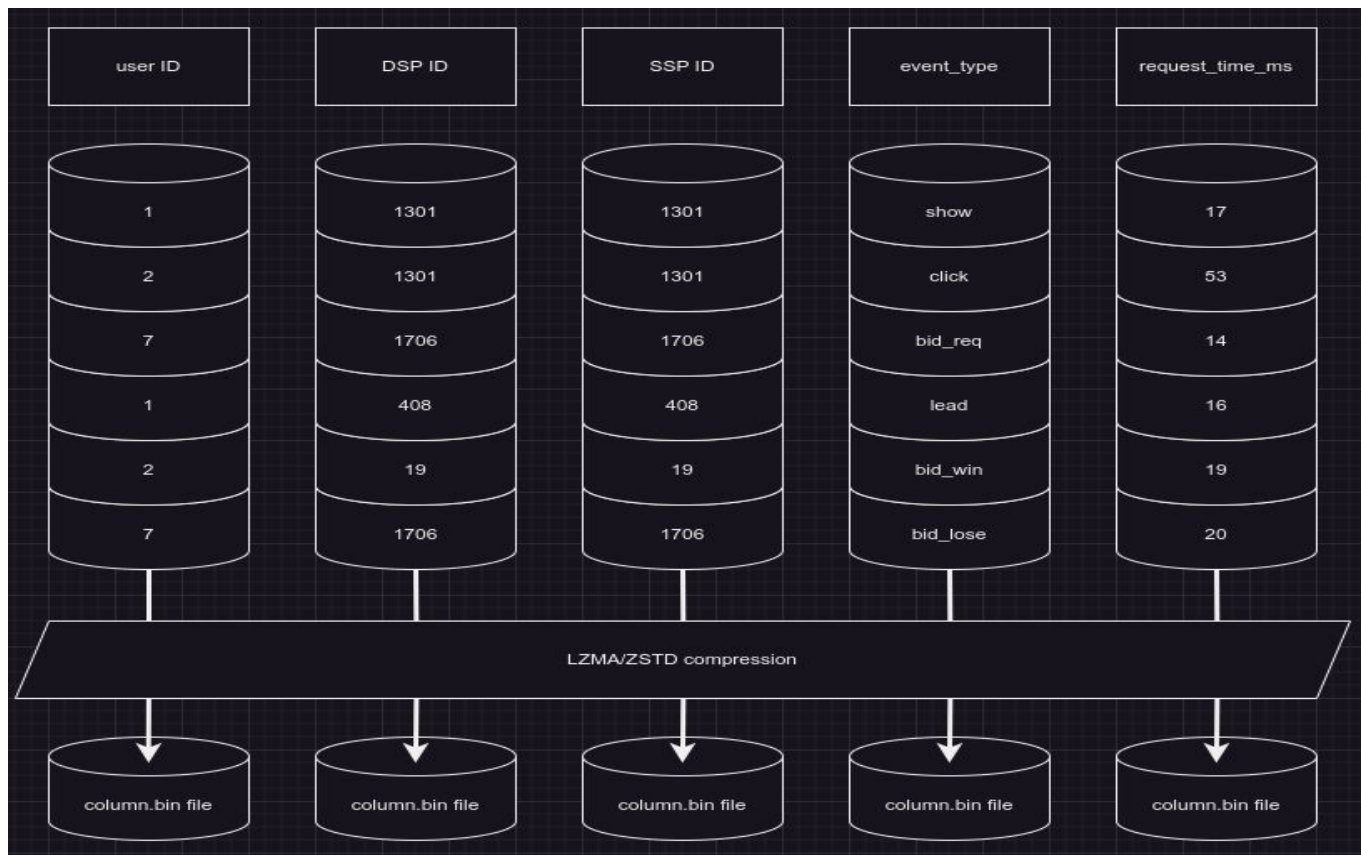 user ID
DSP ID
SSP ID
event_type
request_time_ms
1
1301
1301
show
17
2
1301
1301
click
53
7
1706
1706
bid_req
14
1
408
408
lead
16
2
19
19
bid_win
19
7
1706
1706
bid_lose
20
LZMA/ZSTD compression
column.bin file
column.bin file
column.bin file
column.bin file
column.bin file